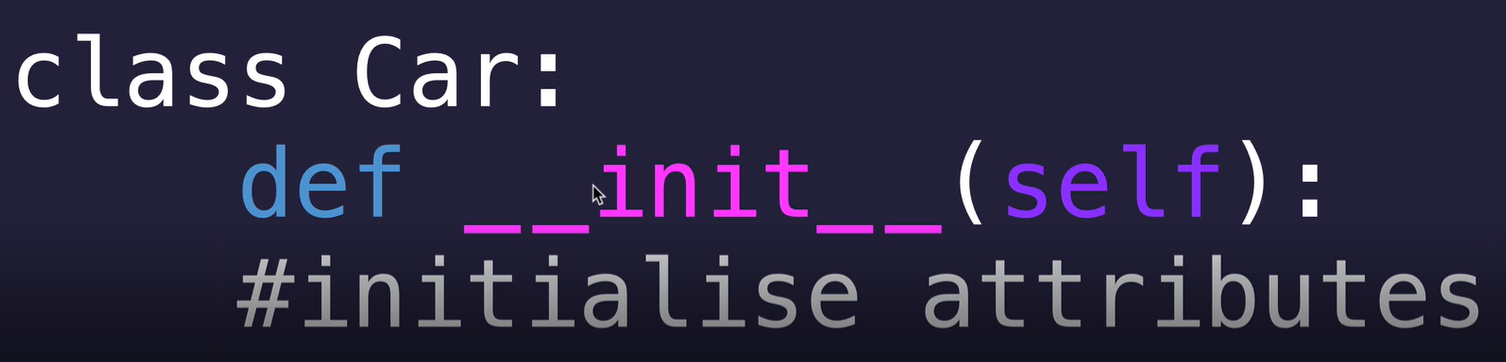 class Car:
    def __init__(self):
    #initialise attributes